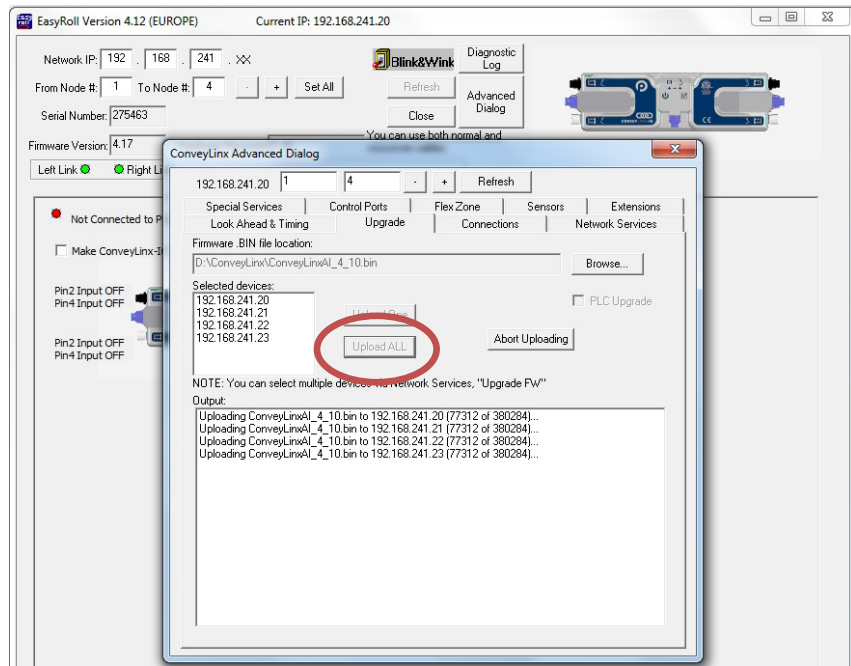 EasyRoll Version 4.12 (EUROPE) Current IP: 192.168.241.20
Network IP: 192 . 168 . 241 . XX
Blink&Wink
Diagnostic Log
From Node #: 1 To Node #: 4 - + Set All
Refresh
Advanced Dialog
Serial Number: 275463
Close
Firmware Version: 4.17
You can use both normal and
Left Link Right Li
Not Connected to P
Make ConveyLinx-I
Pin2 Input OFF
Pin4 Input OFF
Pin2 Input OFF
Pin4 Input OFF
ConveyLinx Advanced Dialog
192.168.241.20 1 4 - + Refresh
Special Services Control Ports Flex Zone Sensors Extensions
Look Ahead & Timing Upgrade Connections Network Services
Firmware .BIN file location:
D:\ConveyLinx\ConveyLinxAI_4_10.bin Browse...
Selected devices:
192.168.241.20
192.168.241.21
192.168.241.22
192.168.241.23
Upload One
PLC Upgrade
Upload ALL
Abort Uploading
NOTE: You can select multiple devices via Network Services, "Upgrade FW"
Output:
Uploading ConveyLinxAI_4_10.bin to 192.168.241.20 (77312 of 380284)...
Uploading ConveyLinxAI_4_10.bin to 192.168.241.21 (77312 of 380284)...
Uploading ConveyLinxAI_4_10.bin to 192.168.241.22 (77312 of 380284)...
Uploading ConveyLinxAI_4_10.bin to 192.168.241.23 (77312 of 380284)...